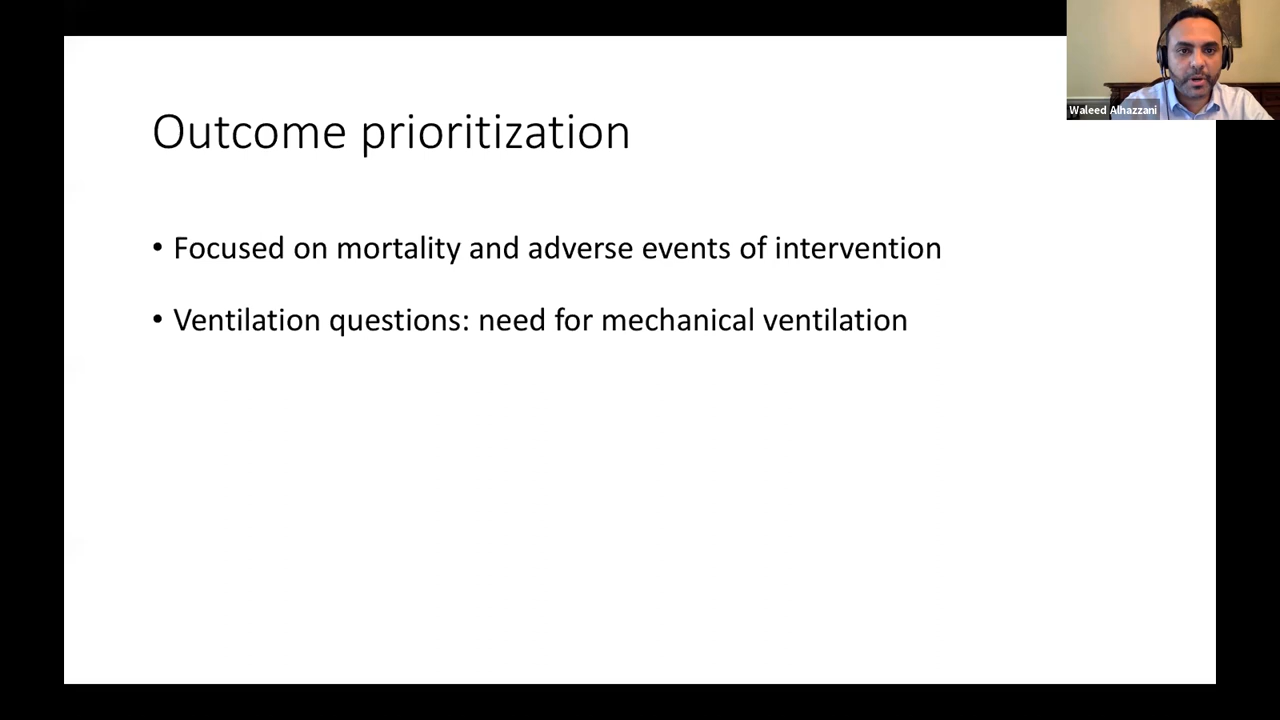 Waleed Alhazzani
Outcome prioritization
• Focused on mortality and adverse events of intervention
• Ventilation questions: need for mechanical ventilation